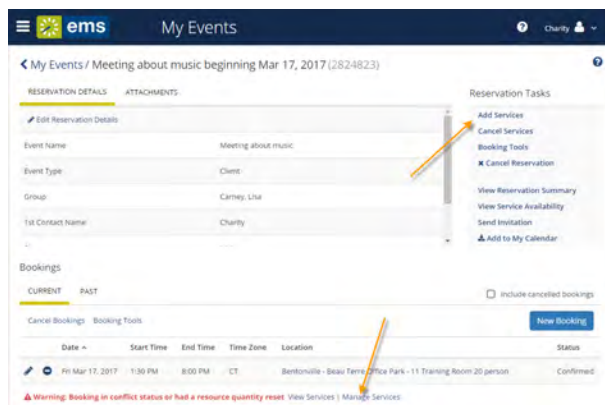 ems My Events Charity
My Events / Meeting about music beginning Mar 17, 2017 (2824823)
RESERVATION DETAILS ATTACHMENTS
Edit Reservation Details
Event Name Meeting about music
Event Type Client
Group Carney, Lisa
1st Contact Name Charity
Reservation Tasks
Add Services
Cancel Services
Booking Tools
Cancel Reservation
View Reservation Summary
View Service Availability
Send Invitation
Add to My Calendar
Bookings
CURRENT PAST
Include cancelled bookings
Cancel Bookings Booking Tools
New Booking
Date Start Time End Time Time Zone Location Status
Fri Mar 17, 2017 1:30 PM 8:00 PM CT Bentonville - Beau Terre Office Park - 11 Training Room 20 person Confirmed
Warning: Booking in conflict status or had a resource quantity reset View Services | Manage Services